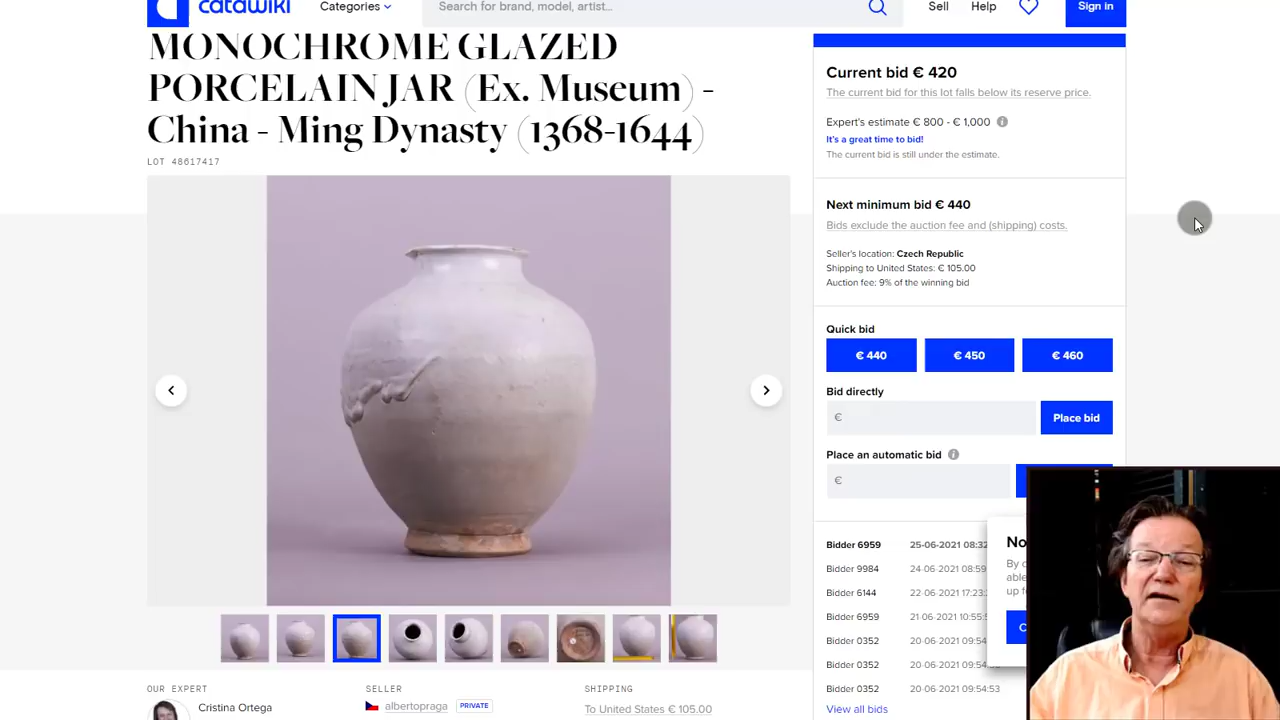 catawiki
Categories
Search for brand, model, artist...
Sell
Help
Sign in
MONOCHROME GLAZED
PORCELAIN JAR (Ex. Museum) -
China - Ming Dynasty (1368-1644)
LOT 48617417
Current bid € 420
The current bid for this lot falls below its reserve price.
Expert's estimate € 800 - € 1,000
It's a great time to bid!
The current bid is still under the estimate.
Next minimum bid € 440
Bids exclude the auction fee and (shipping) costs.
Seller's location: Czech Republic
Shipping to United States: € 105.00
Auction fee: 9% of the winning bid
Quick bid
€ 440
€ 450
€ 460
Bid directly
€
Place bid
Place an automatic bid
€
Bidder 6959 25-06-2021 08:32
Bidder 9984 24-06-2021 08:59
Bidder 6144 22-06-2021 17:23
Bidder 6959 21-06-2021 10:55
Bidder 0352 20-06-2021 09:54
Bidder 0352 20-06-2021 09:54
Bidder 0352 20-06-2021 09:54:53
View all bids
OUR EXPERT
Cristina Ortega
SELLER
albertopraga PRIVATE
SHIPPING
To United States € 105.00